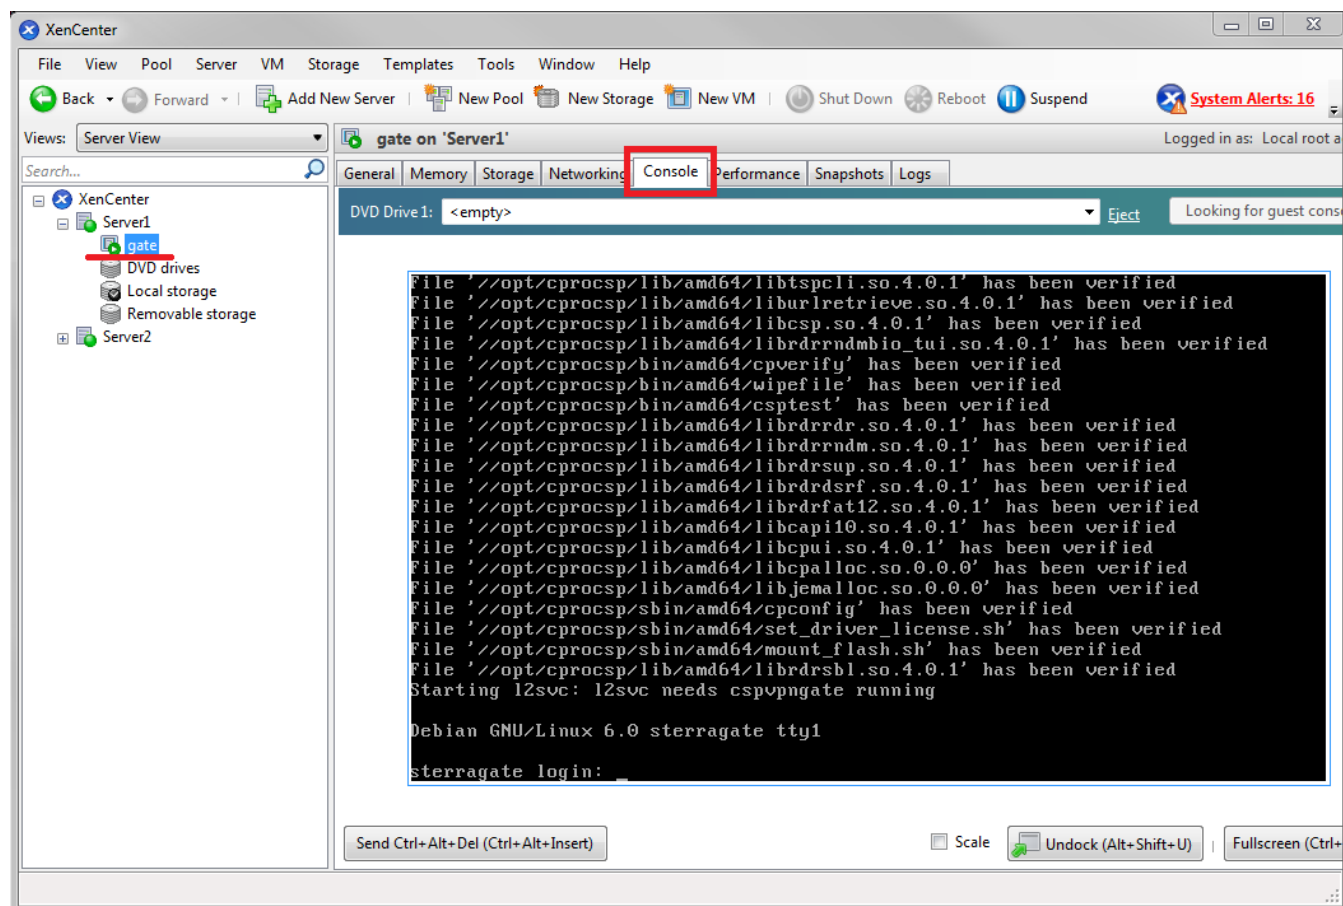 XenCenter
File View Pool Server VM Storage Templates Tools Window Help
Back Forward Add New Server New Pool New Storage New VM Shut Down Reboot Suspend System Alerts: 16
Views: Server View gate on 'Server1' Logged in as: Local root a
Search...
General Memory Storage Networking Console Performance Snapshots Logs
XenCenter
Server1
gate
DVD drives
Local storage
Removable storage
Server2
DVD Drive 1: <empty> Eject Looking for guest cons
File '//opt/cprocsp/lib/amd64/libtspcli.so.4.0.1' has been verified
File '//opt/cprocsp/lib/amd64/liburlretrieve.so.4.0.1' has been verified
File '//opt/cprocsp/lib/amd64/libcsp.so.4.0.1' has been verified
File '//opt/cprocsp/lib/amd64/librdrrndmbio_tui.so.4.0.1' has been verified
File '//opt/cprocsp/bin/amd64/cpverify' has been verified
File '//opt/cprocsp/bin/amd64/wipefile' has been verified
File '//opt/cprocsp/bin/amd64/csptest' has been verified
File '//opt/cprocsp/lib/amd64/librdrrdr.so.4.0.1' has been verified
File '//opt/cprocsp/lib/amd64/librdrrndm.so.4.0.1' has been verified
File '//opt/cprocsp/lib/amd64/librdrsup.so.4.0.1' has been verified
File '//opt/cprocsp/lib/amd64/librdrdsrf.so.4.0.1' has been verified
File '//opt/cprocsp/lib/amd64/librdrfat12.so.4.0.1' has been verified
File '//opt/cprocsp/lib/amd64/libcapi10.so.4.0.1' has been verified
File '//opt/cprocsp/lib/amd64/libcpui.so.4.0.1' has been verified
File '//opt/cprocsp/lib/amd64/libcpalloc.so.0.0.0' has been verified
File '//opt/cprocsp/lib/amd64/libjemalloc.so.0.0.0' has been verified
File '//opt/cprocsp/sbin/amd64/cpconfig' has been verified
File '//opt/cprocsp/sbin/amd64/set_driver_license.sh' has been verified
File '//opt/cprocsp/sbin/amd64/mount_flash.sh' has been verified
File '//opt/cprocsp/lib/amd64/librdrsbl.so.4.0.1' has been verified
Starting l2svc: l2svc needs cspvpngate running
Debian GNU/Linux 6.0 sterragate tty1
sterragate login: _
Send Ctrl+Alt+Del (Ctrl+Alt+Insert) Scale Undock (Alt+Shift+U) Fullscreen (Ctrl+